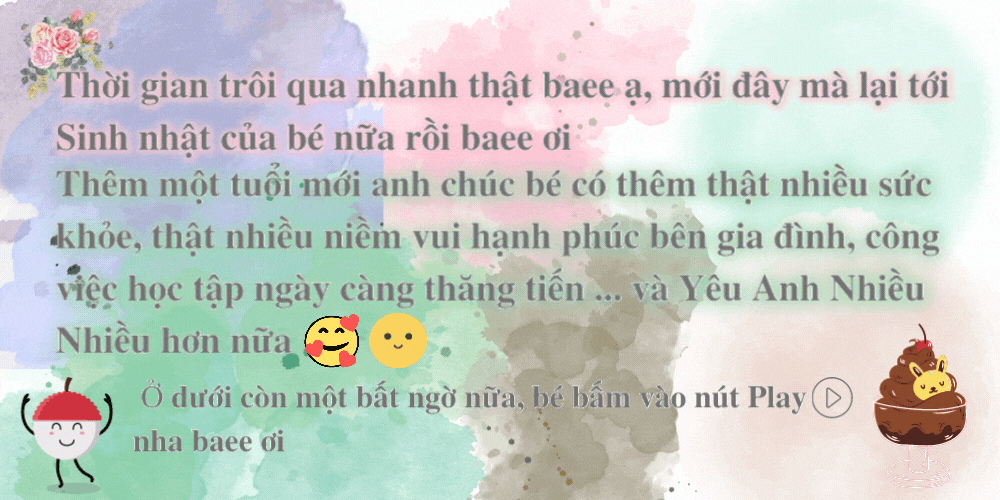 Thời gian trôi qua nhanh thật baee ạ, mới đây mà lại tới
Sinh nhật của bé nữa rồi baee ơi
Thêm một tuổi mới anh chúc bé có thêm thật nhiều sức
khỏe, thật nhiều niềm vui hạnh phúc bên gia đình, công
việc học tập ngày càng thăng tiến ... và Yêu Anh Nhiều
Nhiều hơn nữa
Ở dưới còn một bất ngờ nữa, bé bấm vào nút Play
nha baee ơi